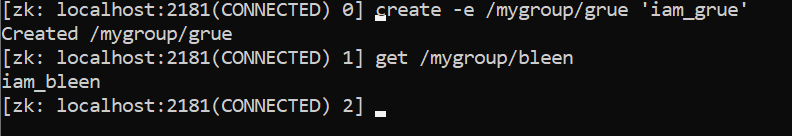 [zk: localhost:2181(CONNECTED) 0] create -e /mygroup/grue 'iam_grue'
Created /mygroup/grue
[zk: localhost:2181(CONNECTED) 1] get /mygroup/bleen
iam_bleen
[zk: localhost:2181(CONNECTED) 2]